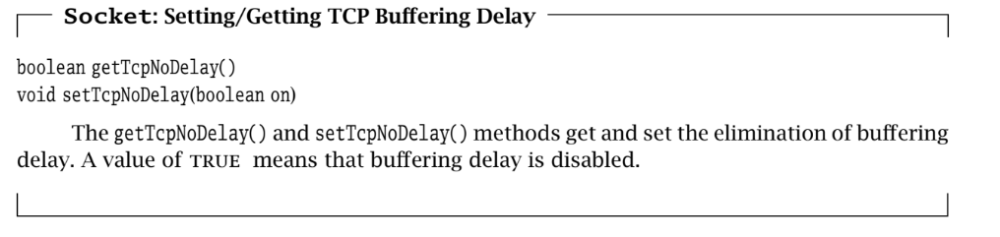 Socket: Setting/Getting TCP Buffering Delay
boolean getTcpNoDelay()
void setTcpNoDelay(boolean on)
The getTcpNoDelay() and setTcpNoDelay() methods get and set the elimination of buffering
delay. A value of TRUE means that buffering delay is disabled.